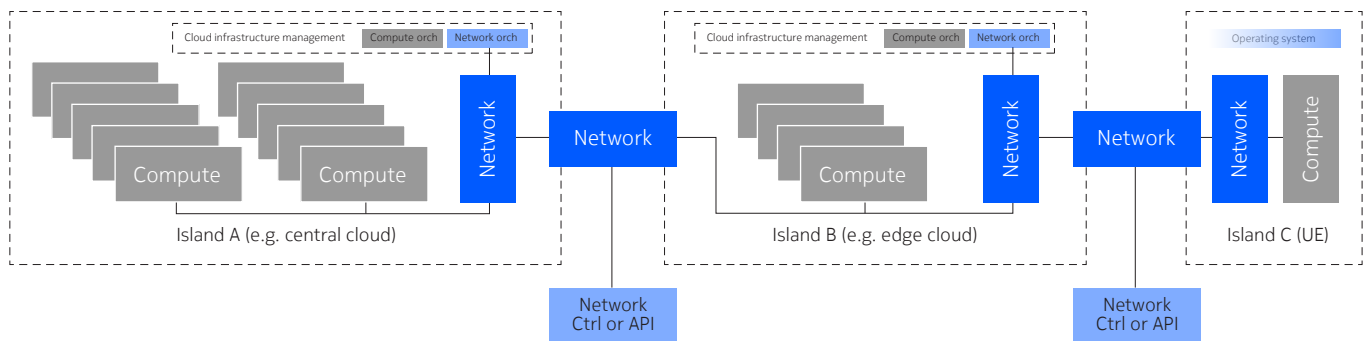 Cloud infrastructure management Compute orch Network orch
Compute
Compute
Network
Island A (e.g. central cloud)
Network
Network
Ctrl or API
Cloud infrastructure management Compute orch Network orch
Compute
Network
Island B (e.g. edge cloud)
Network
Network
Ctrl or API
Operating system
Network
Compute
Island C (UE)